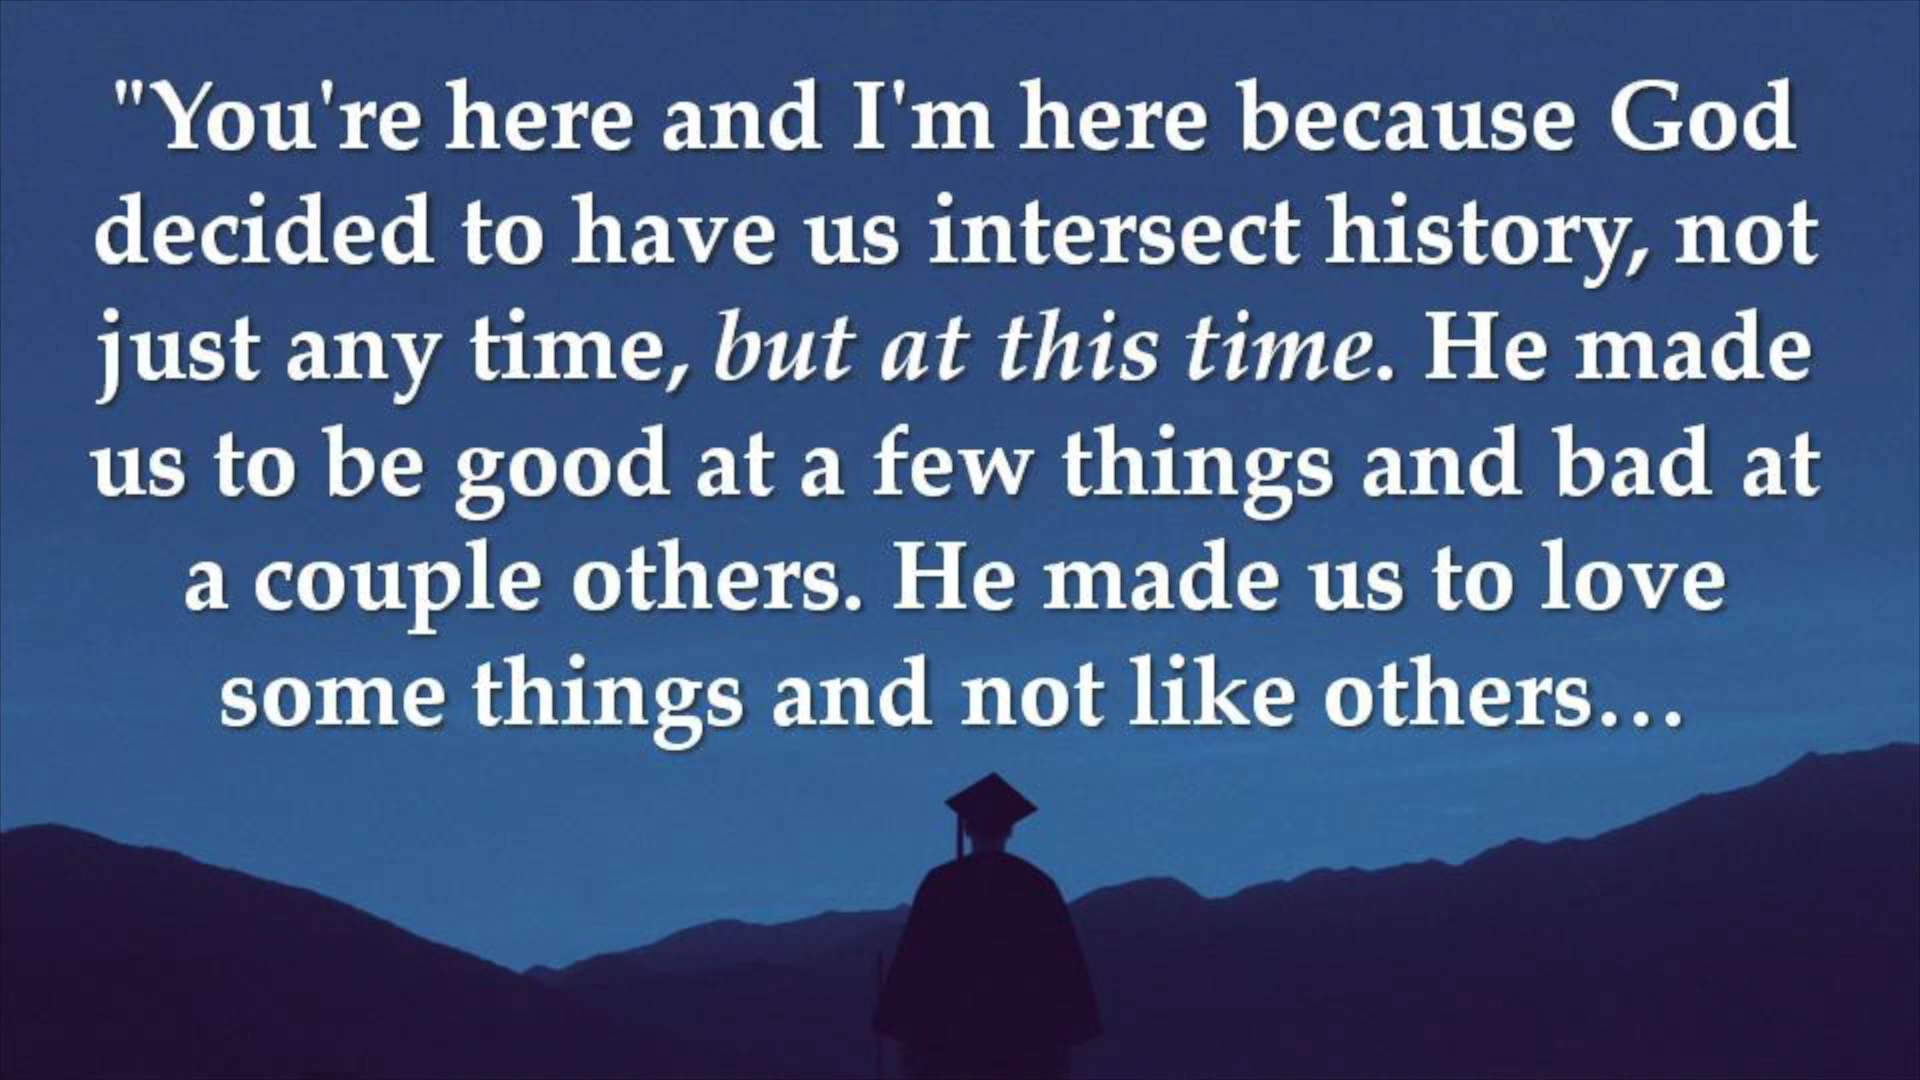 "You're here and I'm here because God
decided to have us intersect history, not
just any time, but at this time. He made
us to be good at a few things and bad at
a couple others. He made us to love
some things and not like others…